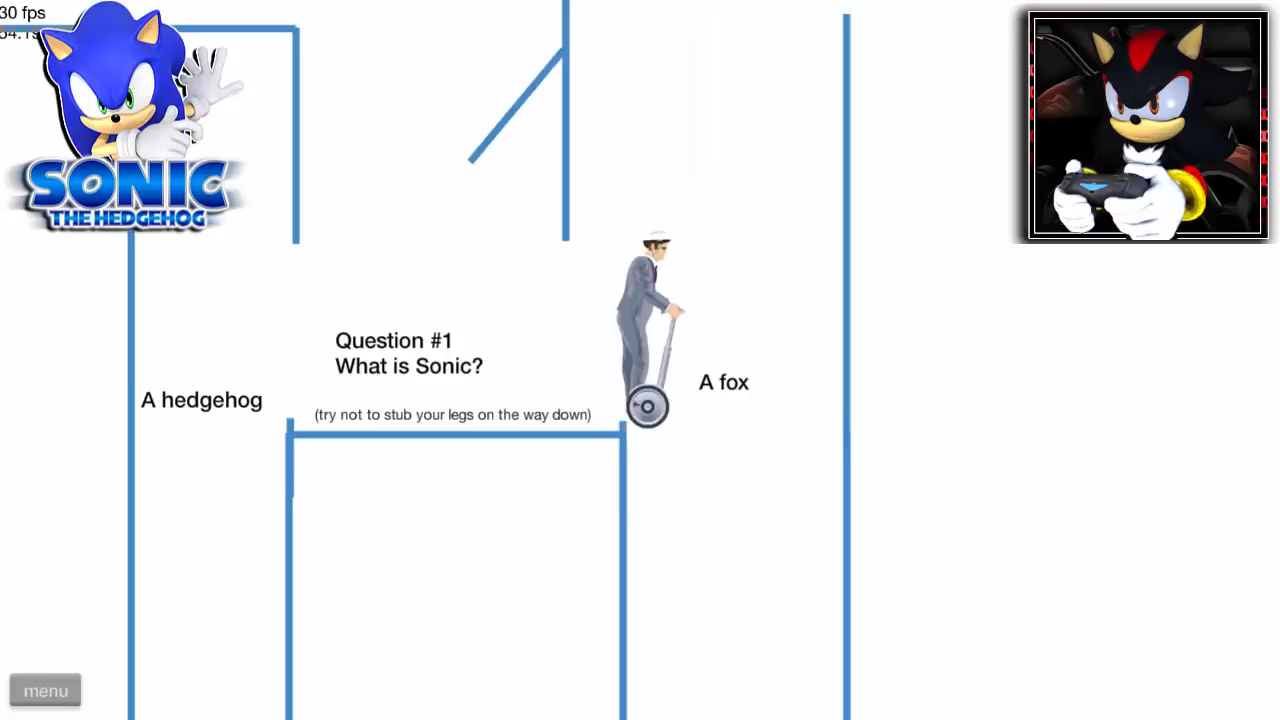 30 fps
SONIC
THE HEDGEHOG
Question #1
What is Sonic?
A fox
A hedgehog
(try not to stub your legs on the way down)
menu